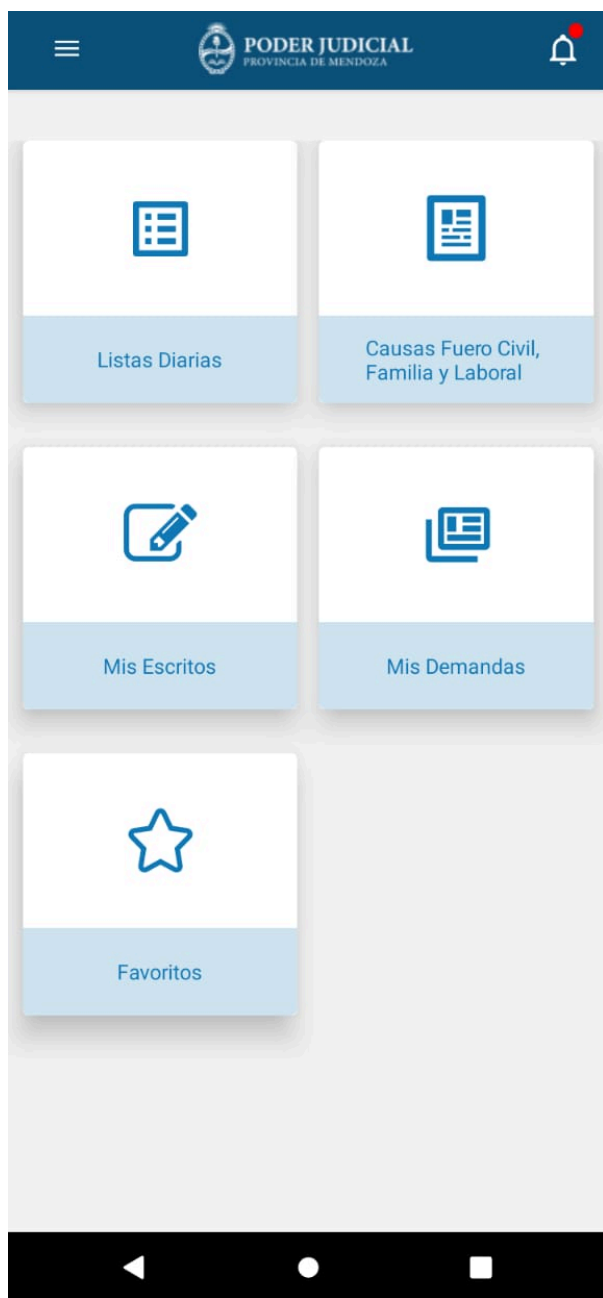 PODER JUDICIAL
PROVINCIA DE MENDOZA
Listas Diarias
Causas Fuero Civil,
Familia y Laboral
Mis Escritos
Mis Demandas
Favoritos